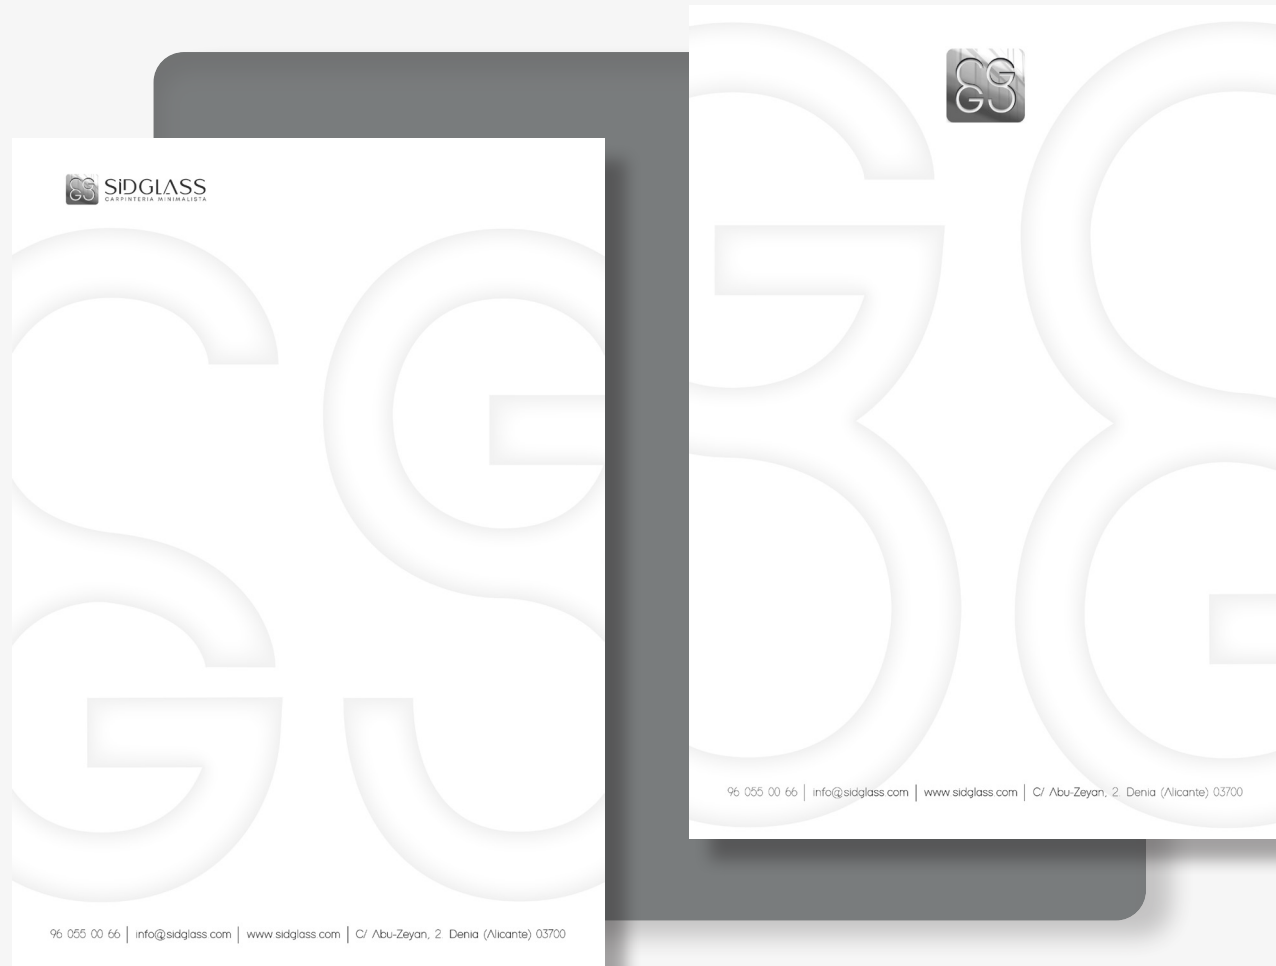 SiDGLASS
CARPINTERIA MINIMALISTA
96 055 00 66 | info@sidglass.com | www.sidglass.com | C/ Abu-Zeyan, 2. Denia (Alicante) 03700
96 055 00 66 | info@sidglass.com | www.sidglass.com | C/ Abu-Zeyan, 2. Denia (Alicante) 03700